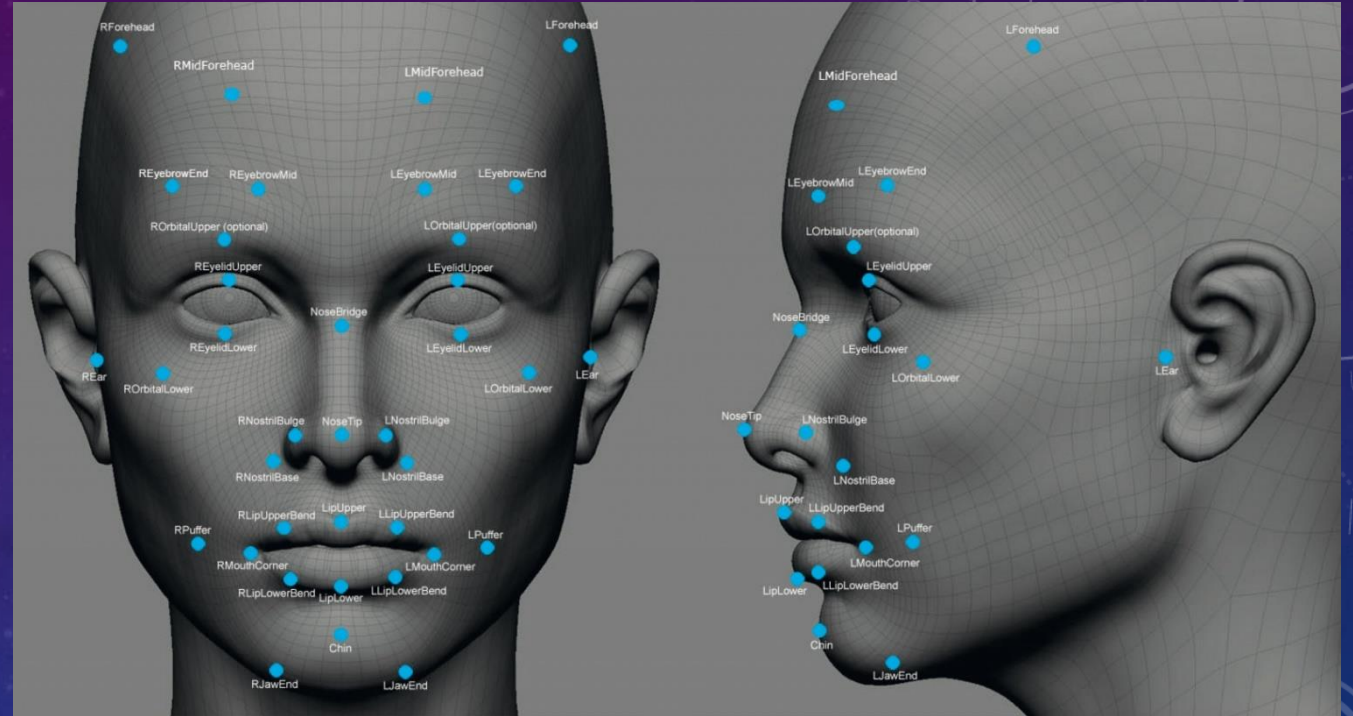 RForehead
LForehead
RMidForehead
LMidForehead
REyebrowEnd
REyebrowMid
LEyebrowMid
LEyebrowEnd
ROrbitalUpper (optional)
LOrbitalUpper(optional)
REyelidUpper
LEyelidUpper
NoseBridge
REyelidLower
LEyelidLower
REar
LEar
ROrbitalLower
LOrbitalLower
RNostrilBulge
NoseTip
LNostrilBulge
RNostrilBase
LNostrilBase
LipUpper
RLipUpperBend
LLipUpperBend
RPuffer
LPuffer
RMouthCorner
LMouthCorner
RLipLowerBend
LipLower
LLipLowerBend
Chin
RJawEnd
LJawEnd
LForehead
LMidForehead
LEyebrowMid
LEyebrowEnd
LOrbitalUpper(optional)
LEyelidUpper
NoseBridge
LEyelidLower
LOrbitalLower
LEar
NoseTip
LNostrilBulge
LNostrilBase
LipUpper
LLipUpperBend
LPuffer
LMouthCorner
LipLower
LLipLowerBend
Chin
LJawEnd